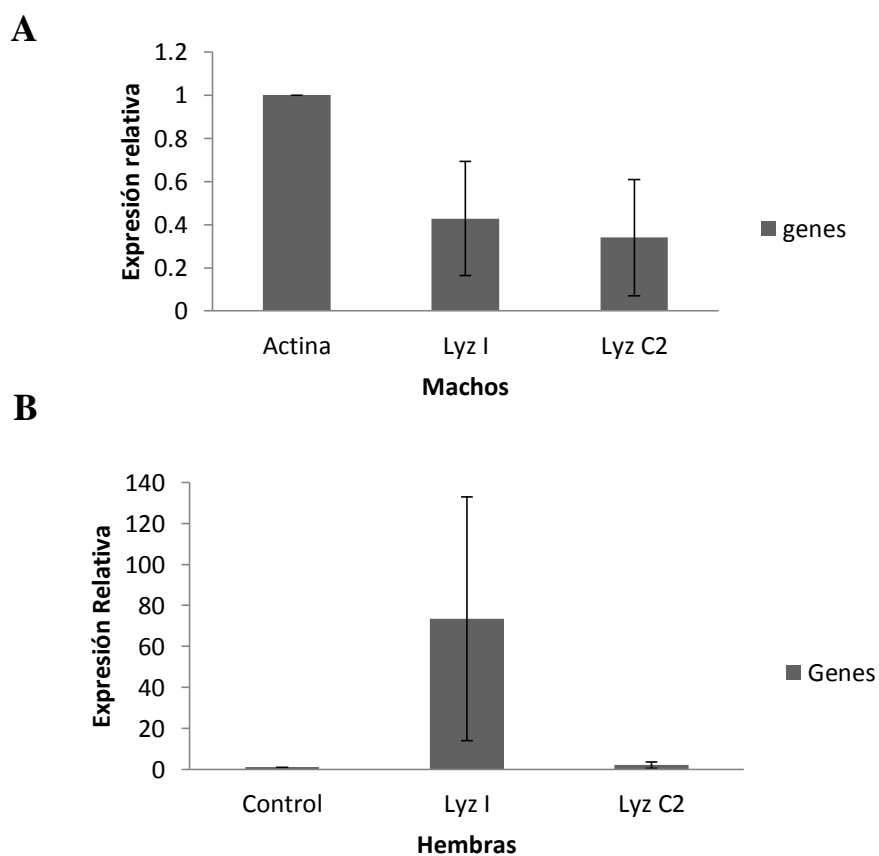 A
Expresión relativa
1.2
1
0.8
0.6
0.4
0.2
0
Actina Lyz I Lyz C2
Machos
genes
B
Expresión Relativa
140
120
100
80
60
40
20
0
Control Lyz I Lyz C2
Hembras
Genes